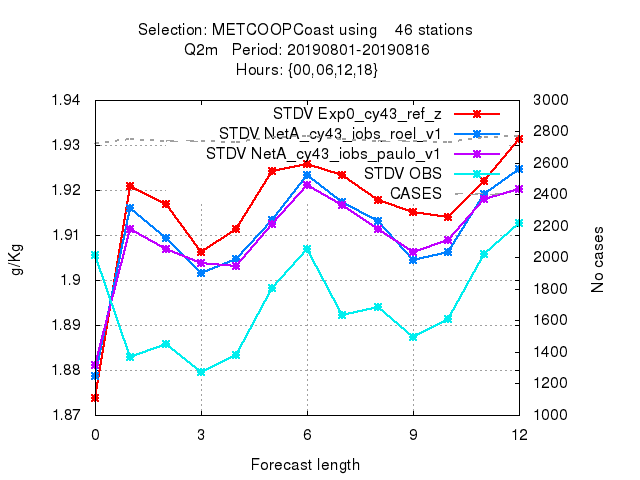 Selection: METCOOPCoast using    46 stations
Q2m   Period: 20190801-20190816
Hours: {00,06,12,18}
1.94
1.93
1.92
1.91
1.9
1.89
1.88
1.87
g/Kg
STDV Exp0_cy43_ref_z
STDV NetA_cy43_iobs_roel_v1
STDV NetA_cy43_iobs_paulo_v1
STDV OBS
CASES
3000
2800
2600
2400
2200
2000
1800
1600
1400
1200
1000
No cases
0 3 6 9 12
Forecast length